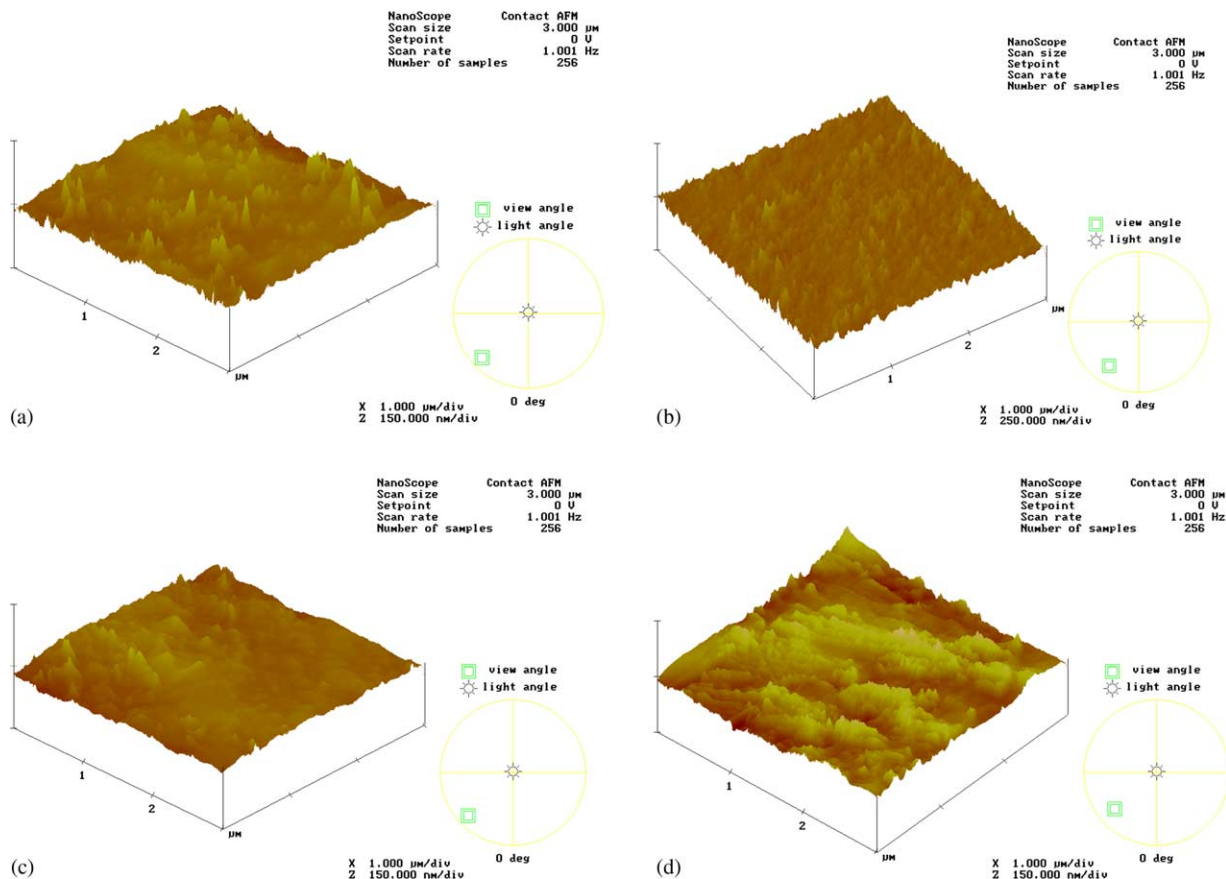 NanoScope Contact AFM
Scan size 3.000 µm
Setpoint 0 V
Scan rate 1.001 Hz
Number of samples 256
view angle
light angle
1
2
µm
0 deg
X 1.000 µm/div
Z 150.000 nm/div
(a)
NanoScope Contact AFM
Scan size 3.000 µm
Setpoint 0 V
Scan rate 1.001 Hz
Number of samples 256
view angle
light angle
µm
2
1
0 deg
X 1.000 µm/div
Z 250.000 nm/div
(b)
NanoScope Contact AFM
Scan size 3.000 µm
Setpoint 0 V
Scan rate 1.001 Hz
Number of samples 256
view angle
light angle
1
2
µm
0 deg
X 1.000 µm/div
Z 150.000 nm/div
(c)
NanoScope Contact AFM
Scan size 3.000 µm
Setpoint 0 V
Scan rate 1.001 Hz
Number of samples 256
view angle
light angle
1
2
µm
0 deg
X 1.000 µm/div
Z 150.000 nm/div
(d)